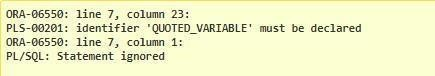 ORA-06550: line 7, column 23:
PLS-00201: identifier 'QUOTED_VARIABLE' must be declared
ORA-06550: line 7, column 1:
PL/SQL: Statement ignored